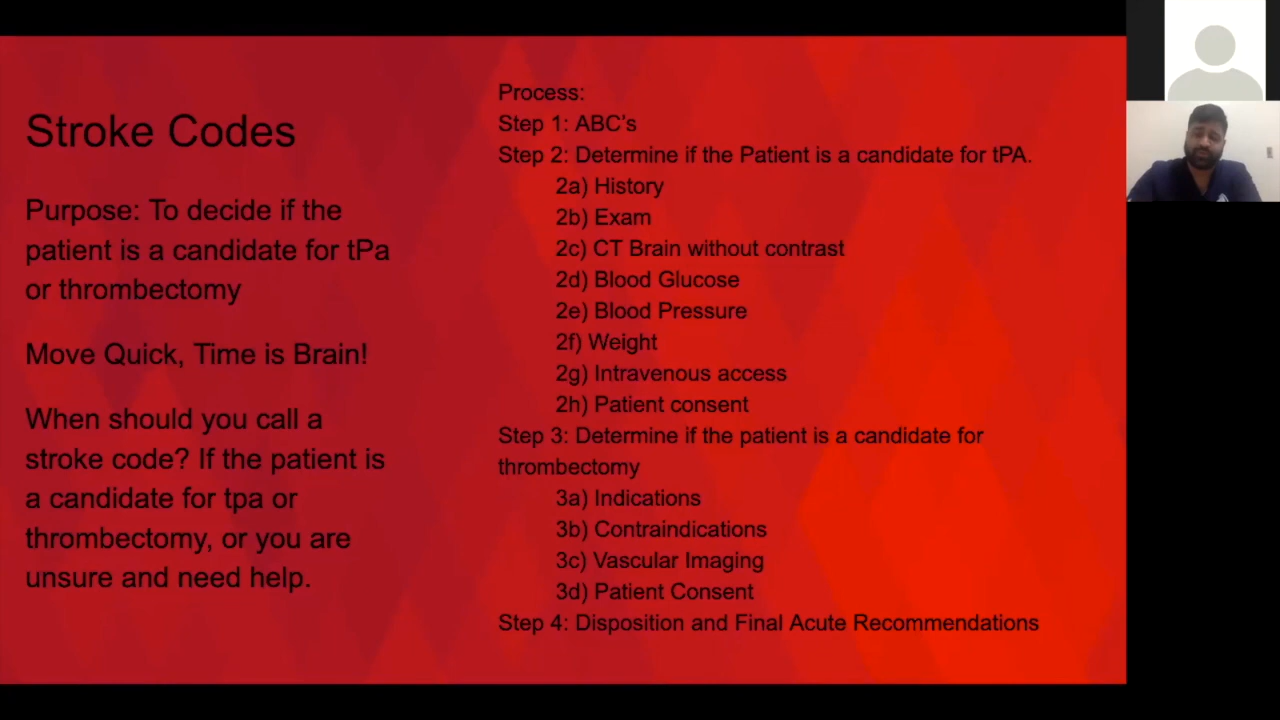 Stroke Codes
Purpose: To decide if the
patient is a candidate for tPa
or thrombectomy
Move Quick, Time is Brain!
When should you call a
stroke code? If the patient is
a candidate for tpa or
thrombectomy, or you are
unsure and need help.
Process:
Step 1: ABC's
Step 2: Determine if the Patient is a candidate for tPA.
2a) History
2b) Exam
2c) CT Brain without contrast
2d) Blood Glucose
2e) Blood Pressure
2f) Weight
2g) Intravenous access
2h) Patient consent
Step 3: Determine if the patient is a candidate for
thrombectomy
3a) Indications
3b) Contraindications
3c) Vascular Imaging
3d) Patient Consent
Step 4: Disposition and Final Acute Recommendations